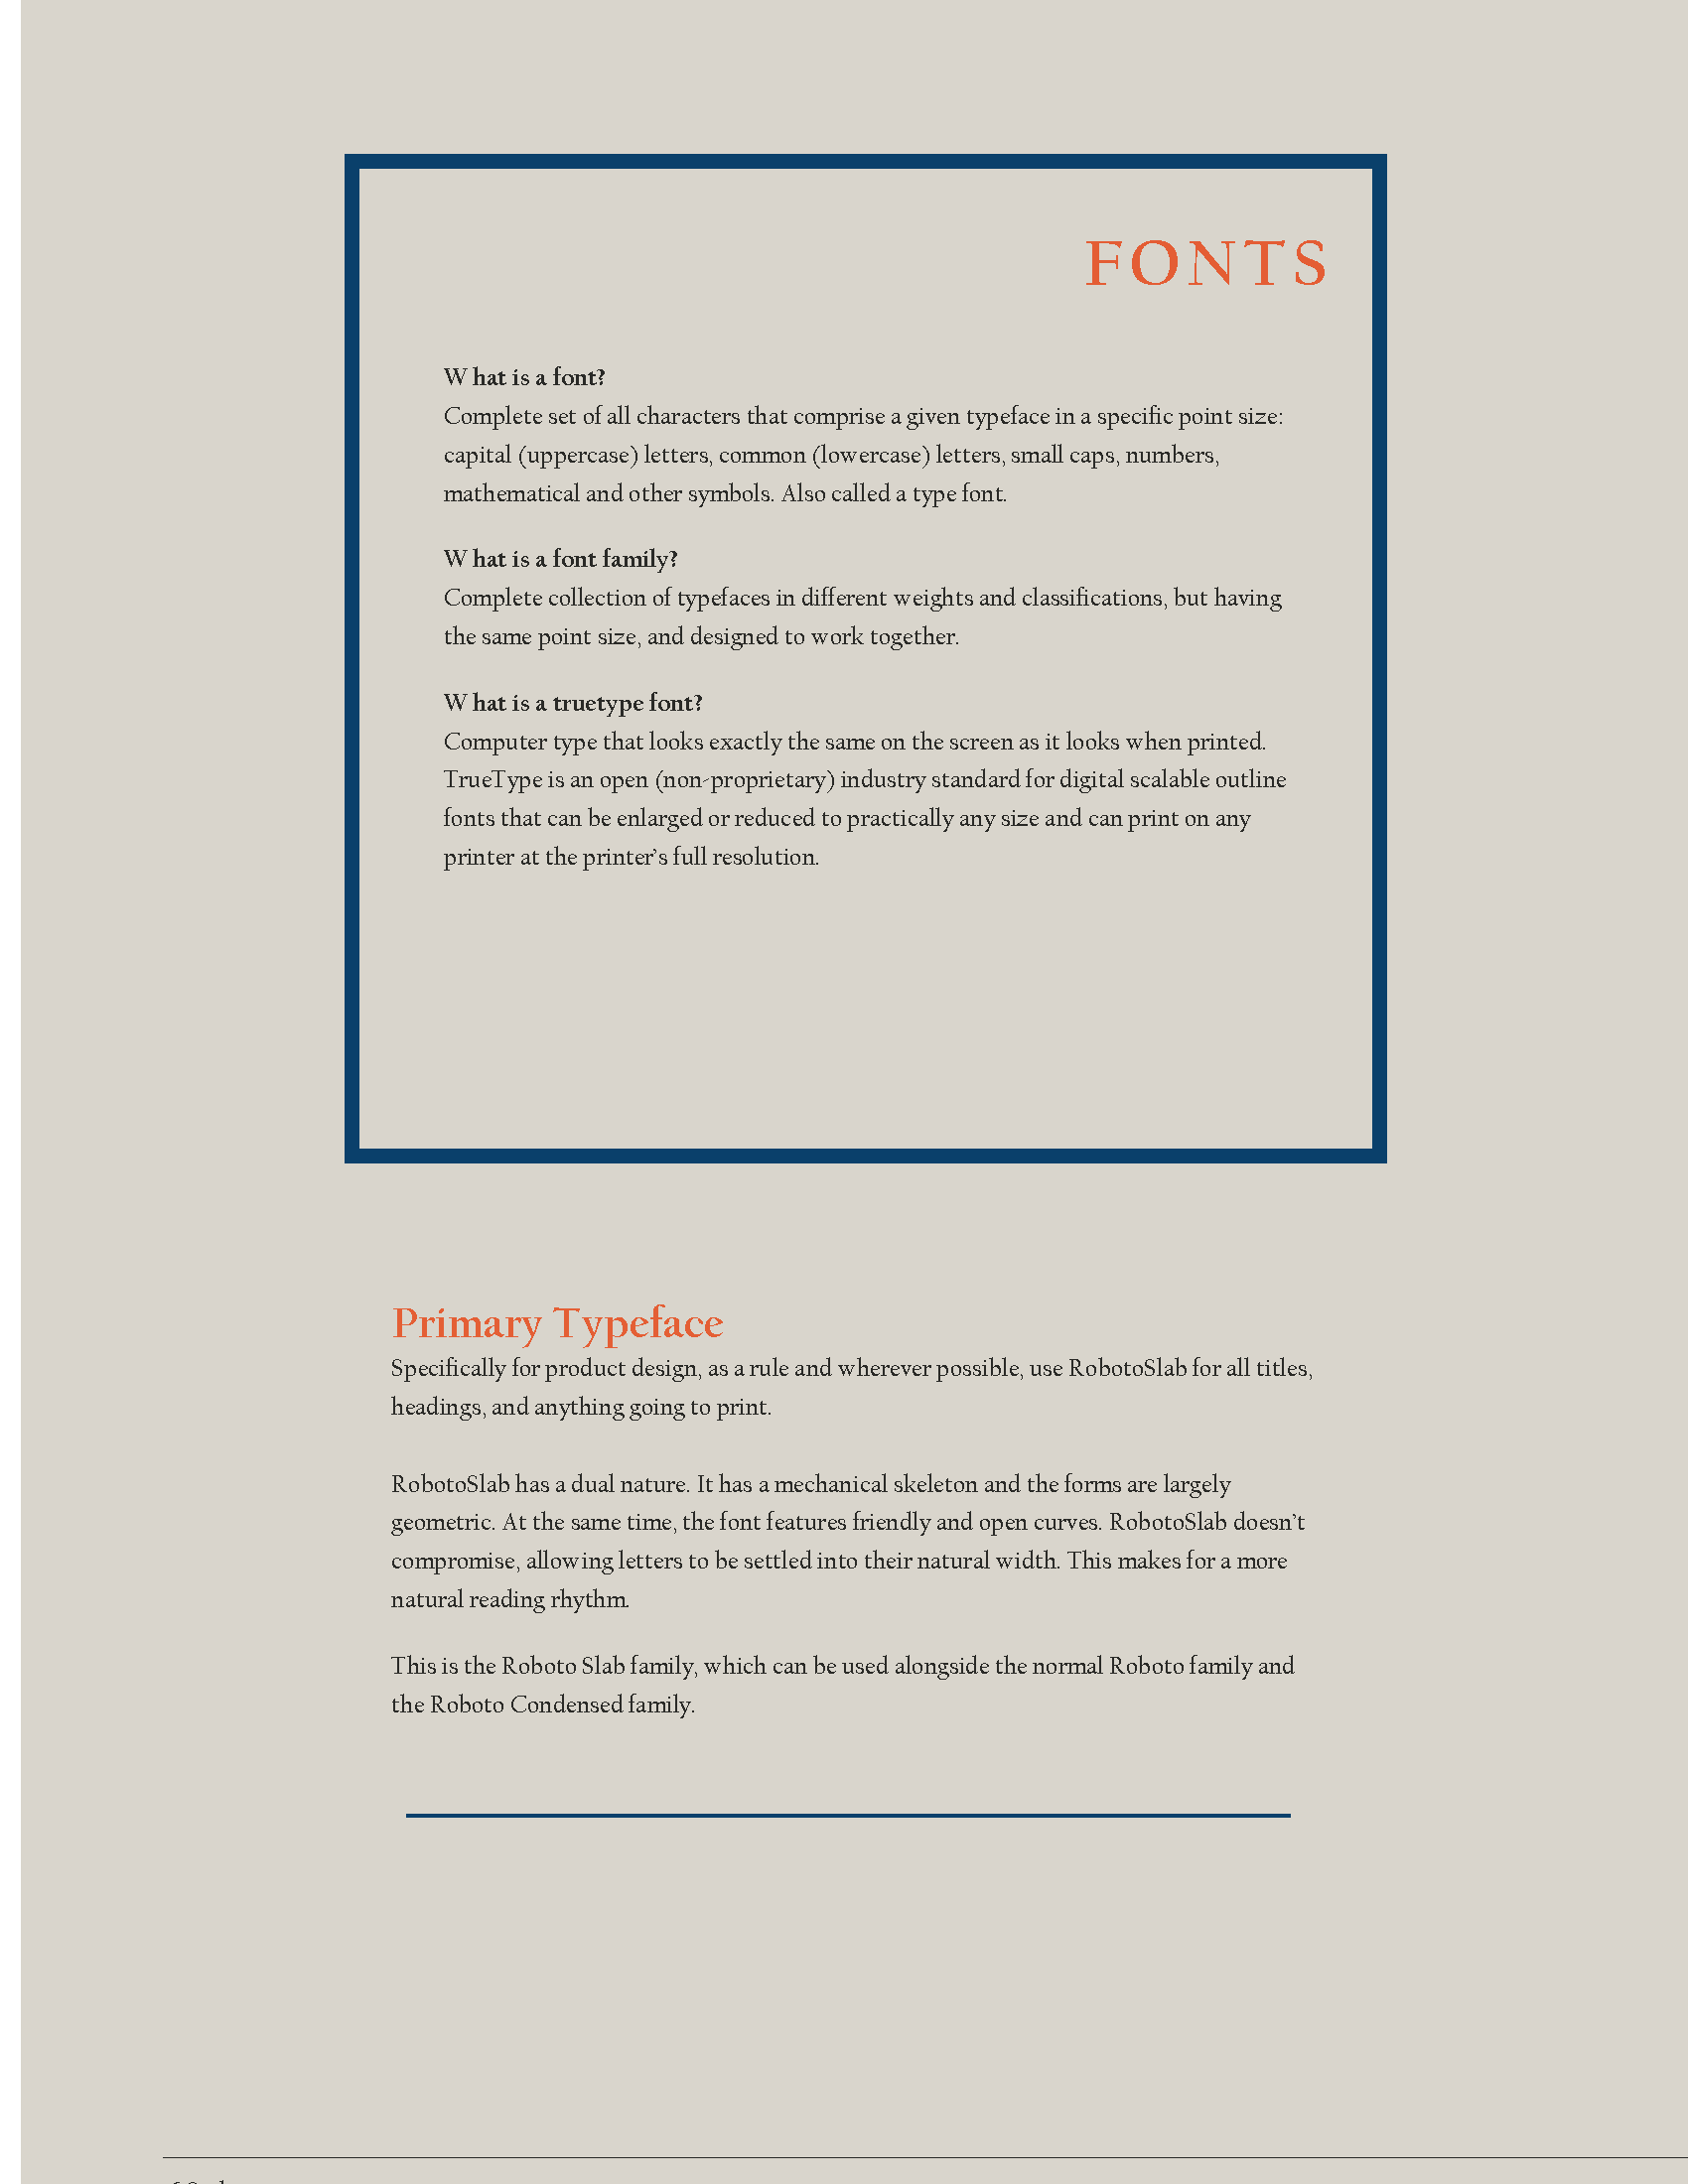 FONTS
What is a font?
Complete set of all characters that comprise a given typeface in a specific point size:
capital (uppercase) letters, common (lowercase) letters, small caps, numbers,
mathematical and other symbols. Also called a type font.
What is a font family?
Complete collection of typefaces in different weights and classifications, but having
the same point size, and designed to work together.
What is a truetype font?
Computer type that looks exactly the same on the screen as it looks when printed.
TrueType is an open (non-proprietary) industry standard for digital scalable outline
fonts that can be enlarged or reduced to practically any size and can print on any
printer at the printer’s full resolution.
Primary Typeface
Specifically for product design, as a rule and wherever possible, use RobotoSlab for all titles,
headings, and anything going to print.
RobotoSlab has a dual nature. It has a mechanical skeleton and the forms are largely
geometric. At the same time, the font features friendly and open curves. RobotoSlab doesn’t
compromise, allowing letters to be settled into their natural width. This makes for a more
natural reading rhythm.
This is the Roboto Slab family, which can be used alongside the normal Roboto family and
the Roboto Condensed family.